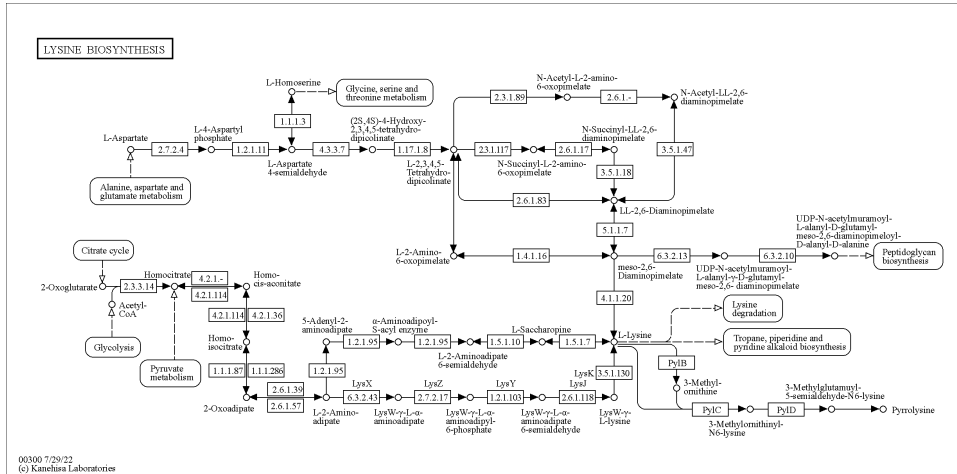 LYSINE BIOSYNTHESIS
L-Homoserine
Glycine, serine and
threonine metabolism
N-Acetyl-L-2-amino-
6-oxopimelate
2.3.1.89
2.6.1.-
N-Acetyl-LL-2,6-
diaminopimelate
1.1.1.3
L-Aspartate
L-4-Aspartyl
phosphate
(2S,4S)-4-Hydroxy-
2,3,4,5-tetrahydro-
dipicolinate
N-Succinyl-LL-2,6-
diaminopimelate
2.7.2.4
1.2.1.11
4.3.3.7
1.17.1.8
2.3.1.117
2.6.1.17
3.5.1.47
L-Aspartate
4-semialdehyde
L-2,3,4,5-
Tetrahydro-
dipicolinate
N-Succinyl-L-2-amino-
6-oxopimelate
3.5.1.18
Alanine, aspartate and
glutamate metabolism
2.6.1.83
LL-2,6-Diaminopimelate
5.1.1.7
UDP-N-acetylmuramoyl-
L-alanyl-D-glutamyl-
meso-2,6-diaminopimeloyl-
D-alanyl-D-alanine
Citrate cycle
L-2-Amino-
6-oxopimelate
1.4.1.16
6.3.2.13
6.3.2.10
Peptidoglycan
biosynthesis
meso-2,6-
Diaminopimelate
UDP-N-acetylmuramoyl-
L-alanyl-γ-D-glutamyl-
meso-2,6- diaminopimelate
2-Oxoglutarate
2.3.3.14
Homocitrate
4.2.1.-
4.2.1.114
Homo-
cis-aconitate
Acetyl-
CoA
4.2.1.114
4.2.1.36
4.1.1.20
Lysine
degradation
Glycolysis
Homo-
isocitrate
5-Adenyl-2-
aminoadipate
α-Aminoadipoyl-
S-acyl enzyme
L-Saccharopine
L-Lysine
1.2.1.95
1.2.1.95
1.5.1.10
1.5.1.7
Tropane, piperidine and
pyridine alkaloid biosynthesis
L-2-Aminoadipate
6-semialdehyde
Pyruvate
metabolism
1.1.1.87
1.1.1.286
1.2.1.95
LysK
3.5.1.130
PylB
2.6.1.39
2.6.1.57
LysX
LysZ
LysY
LysJ
3-Methyl-
ornithine
3-Methylglutamyl-
5-semialdehyde-N6-lysine
6.3.2.43
2.7.2.17
1.2.1.103
2.6.1.118
2-Oxoadipate
L-2-Amino-
adipate
LysW-γ-L-α-
aminoadipate
LysW-γ-L-α-
aminoadipyl-
6-phosphate
LysW-γ-L-α-
aminoadipate
6-semialdehyde
LysW-γ-
L-lysine
PylC
PylD
Pyrrolysine
3-Methylornithinyl-
N6-lysine
00300 7/29/22
(c) Kanehisa Laboratories